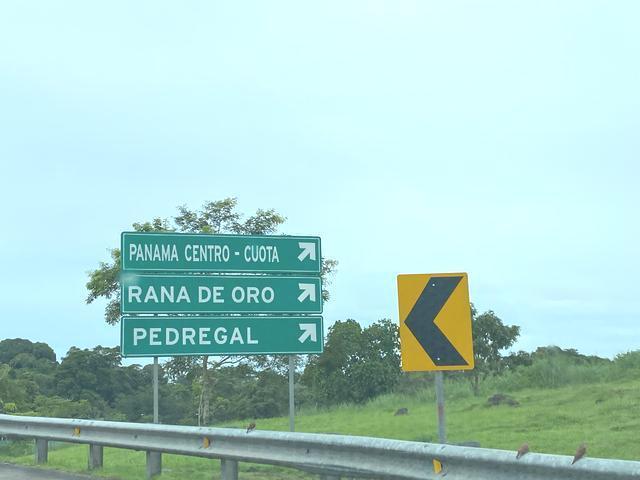 PANAMA CENTRO - CUOTA
RANA DE ORO
PEDREGAL